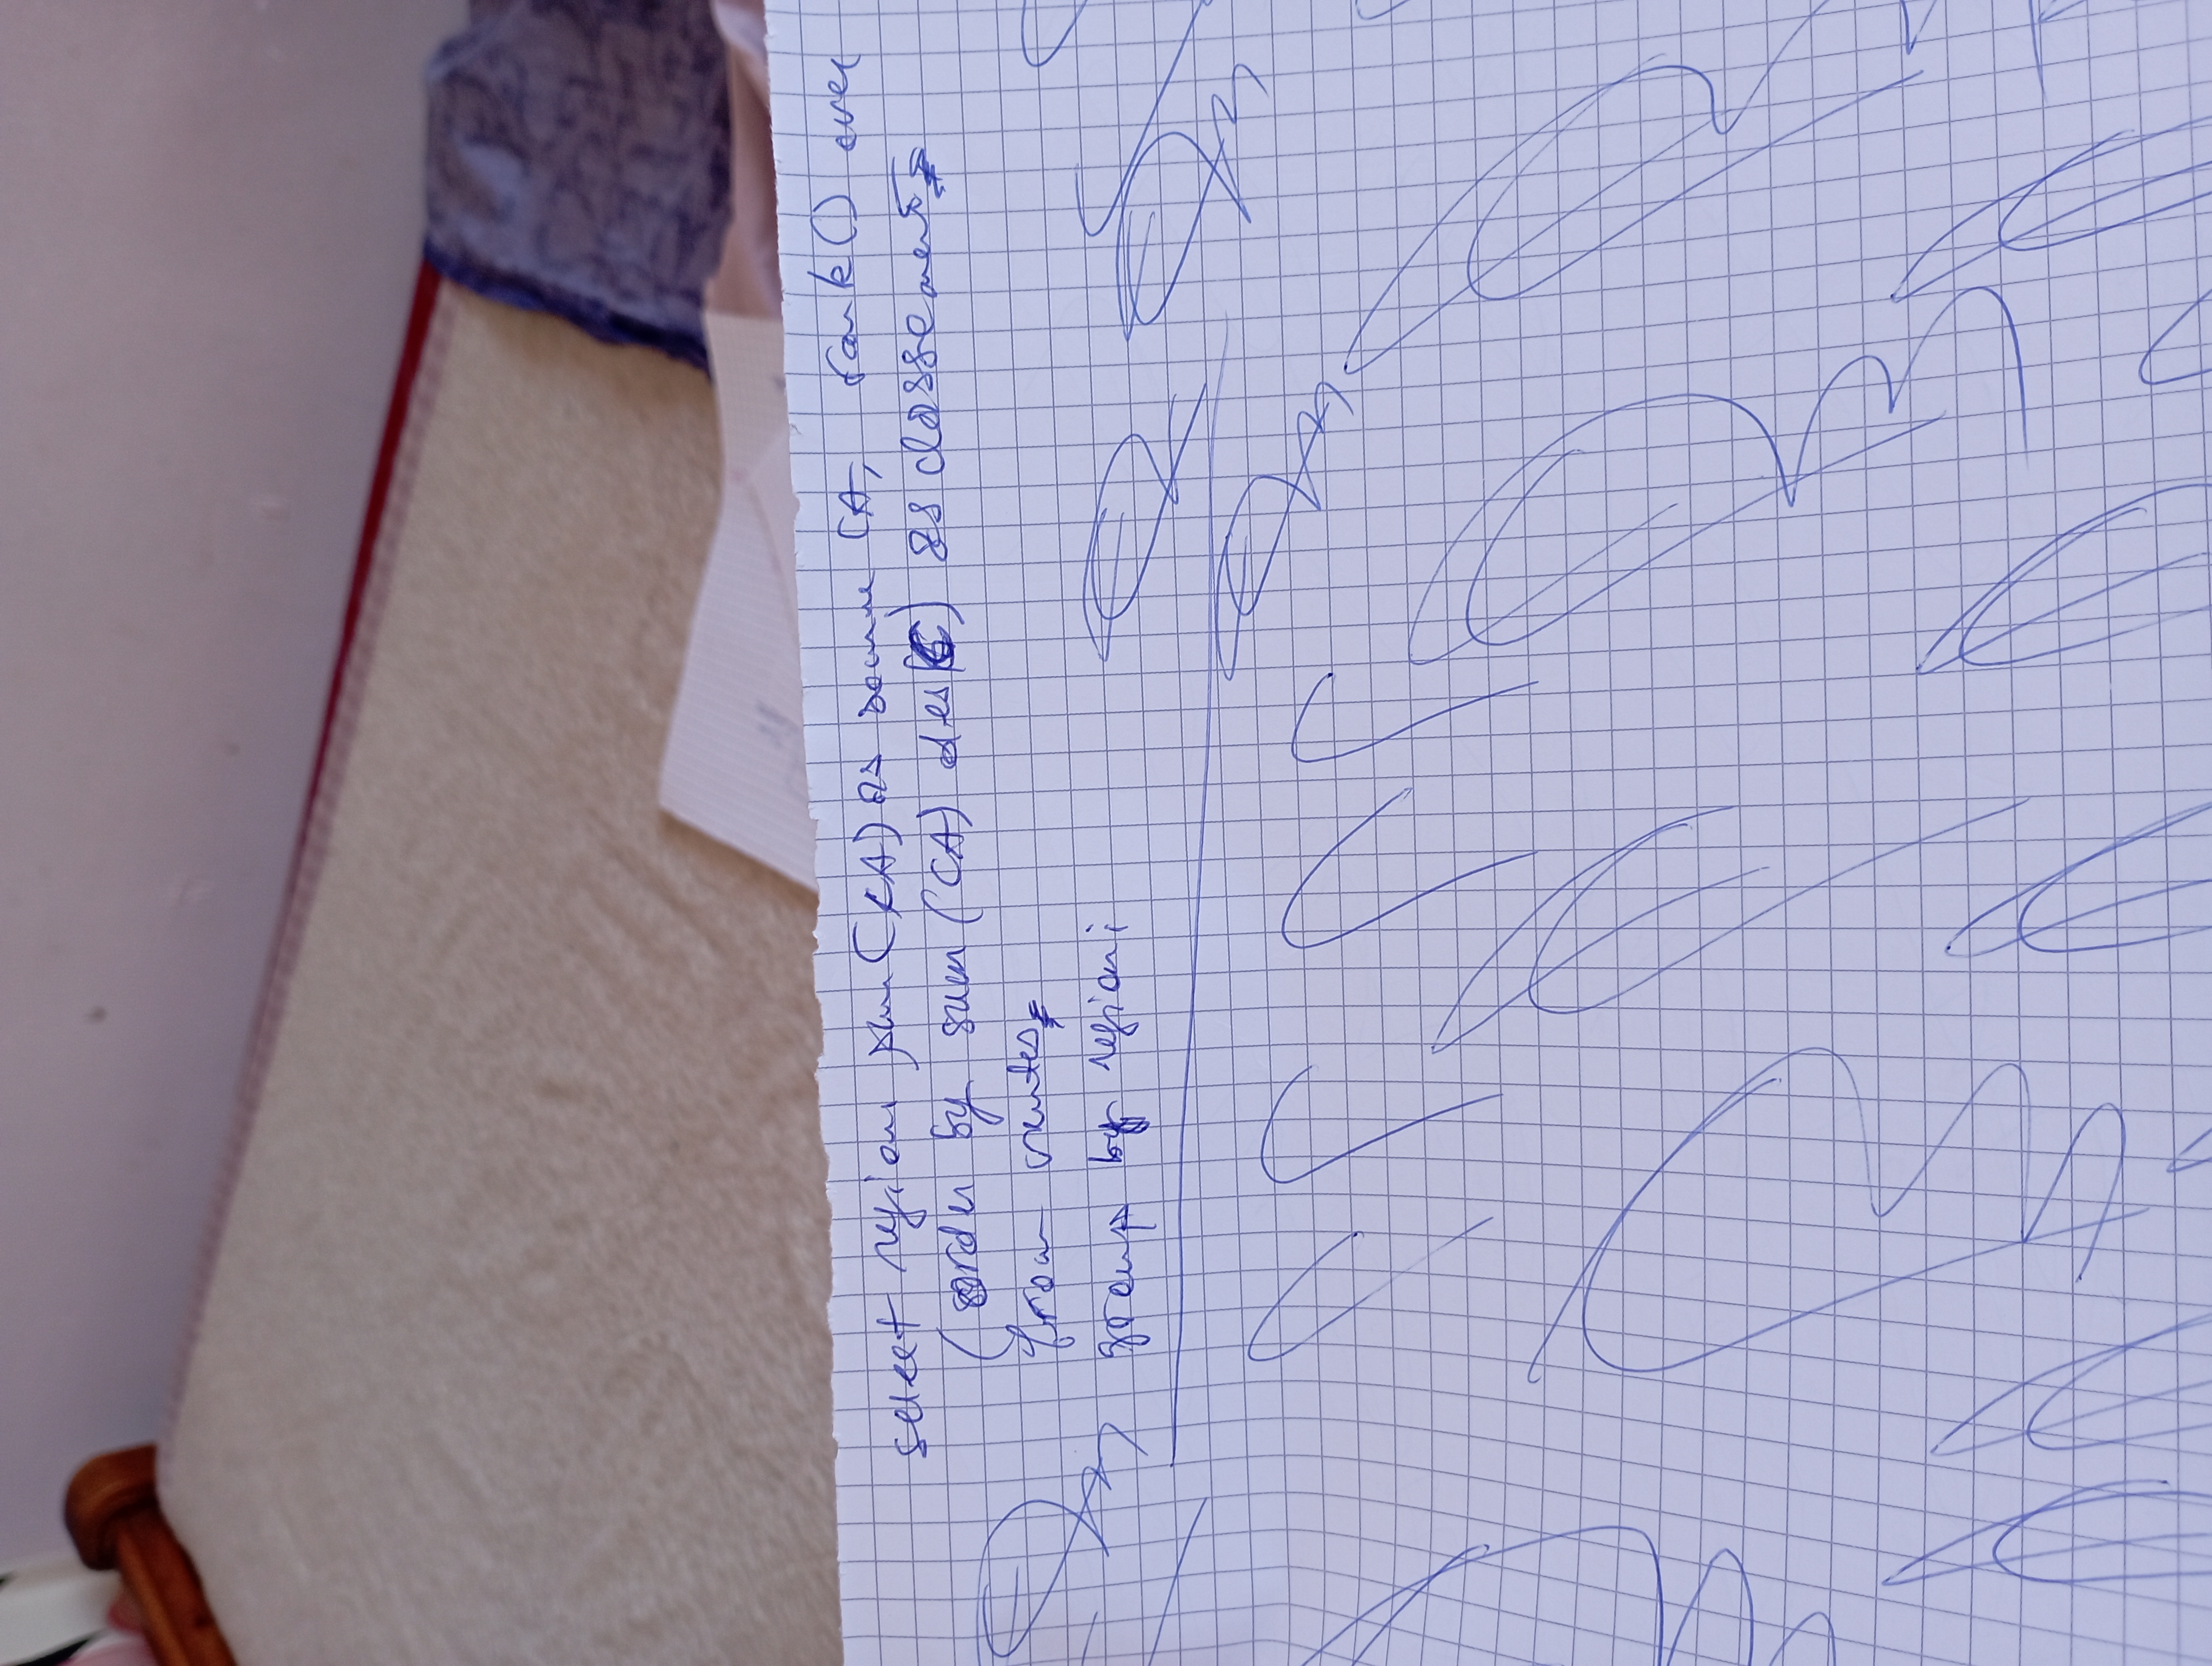 select region sum(CA) as somme CA, rank() over
(order by sum(CA) desc) as classement
from ventes
group by region;